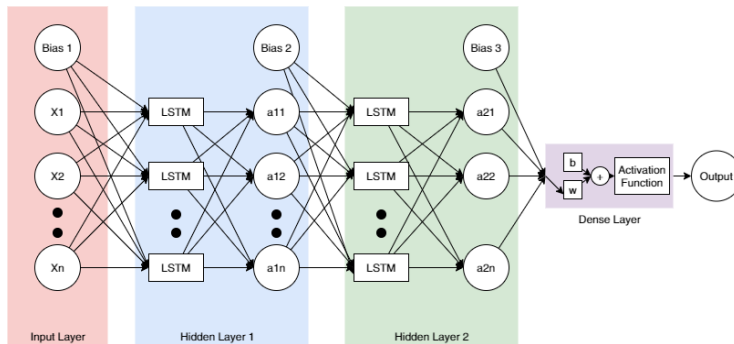 Bias 1
Bias 2
Bias 3
X1
LSTM
a11
LSTM
a21
X2
LSTM
a12
LSTM
a22
b
w
+
Activation
Function
Output
Dense Layer
Xn
LSTM
a1n
LSTM
a2n
Input Layer
Hidden Layer 1
Hidden Layer 2